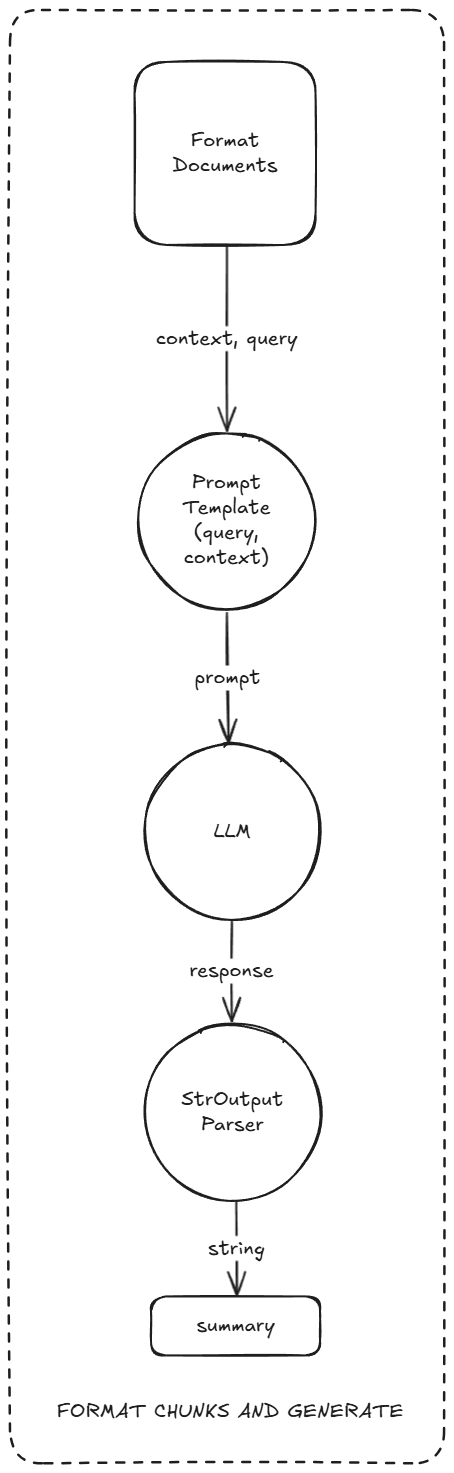 Format
Documents
context, query
Prompt
Template
(query,
context)
prompt
LLM
response
StrOutput
Parser
string
summary
FORMAT CHUNKS AND GENERATE